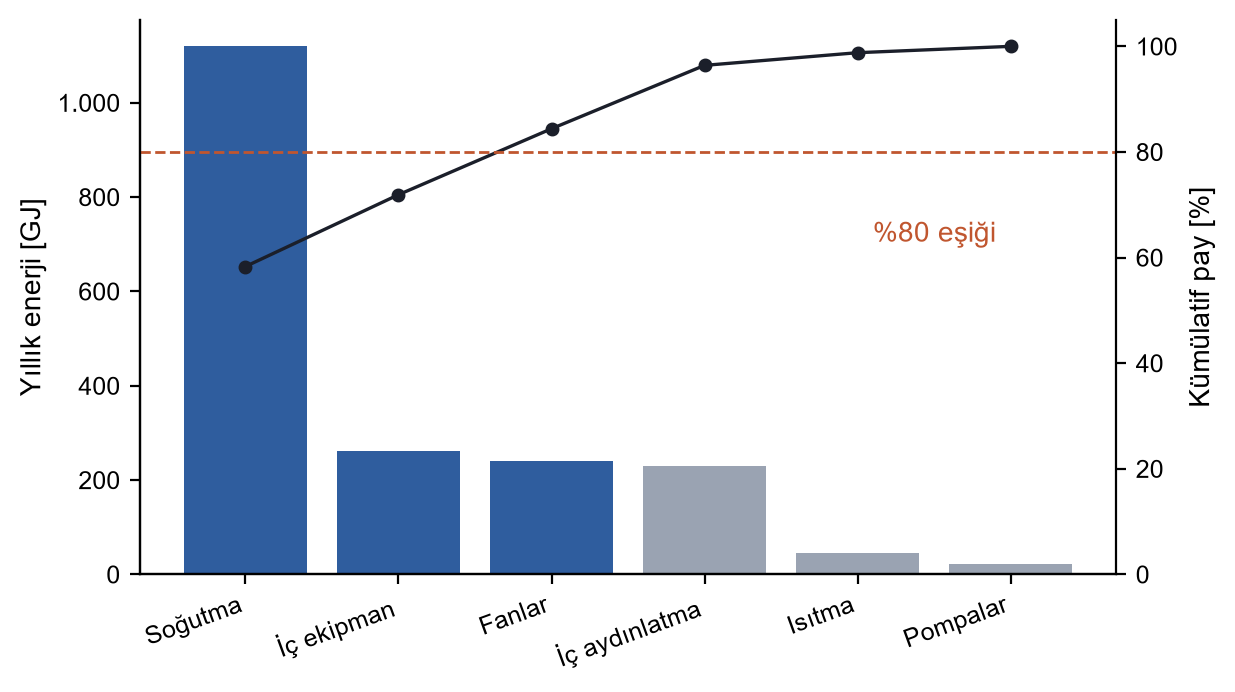 Yıllık enerji [GJ]
1.000
800
600
400
200
0
100
80
60
40
20
0
Kümülatif pay [%]
%80 eşiği
Soğutma
İç ekipman
Fanlar
İç aydınlatma
Isıtma
Pompalar